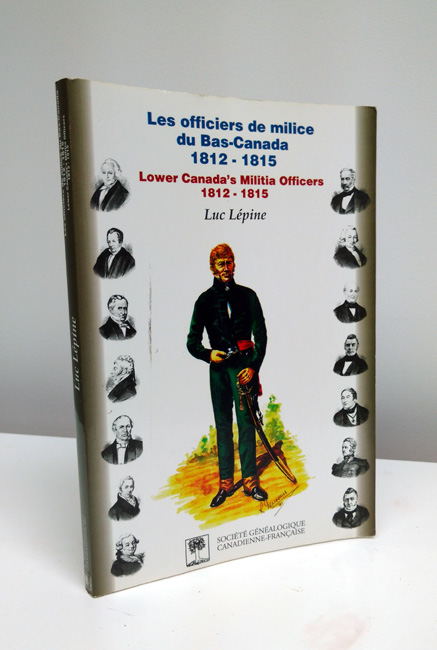 Les officiers de milice
du Bas-Canada
1812 - 1815
Lower Canada's Militia Officers
1812 - 1815
Luc Lépine
SOCIÉTÉ GÉNÉALOGIQUE
CANADIENNE-FRANÇAISE
Luc Lépine